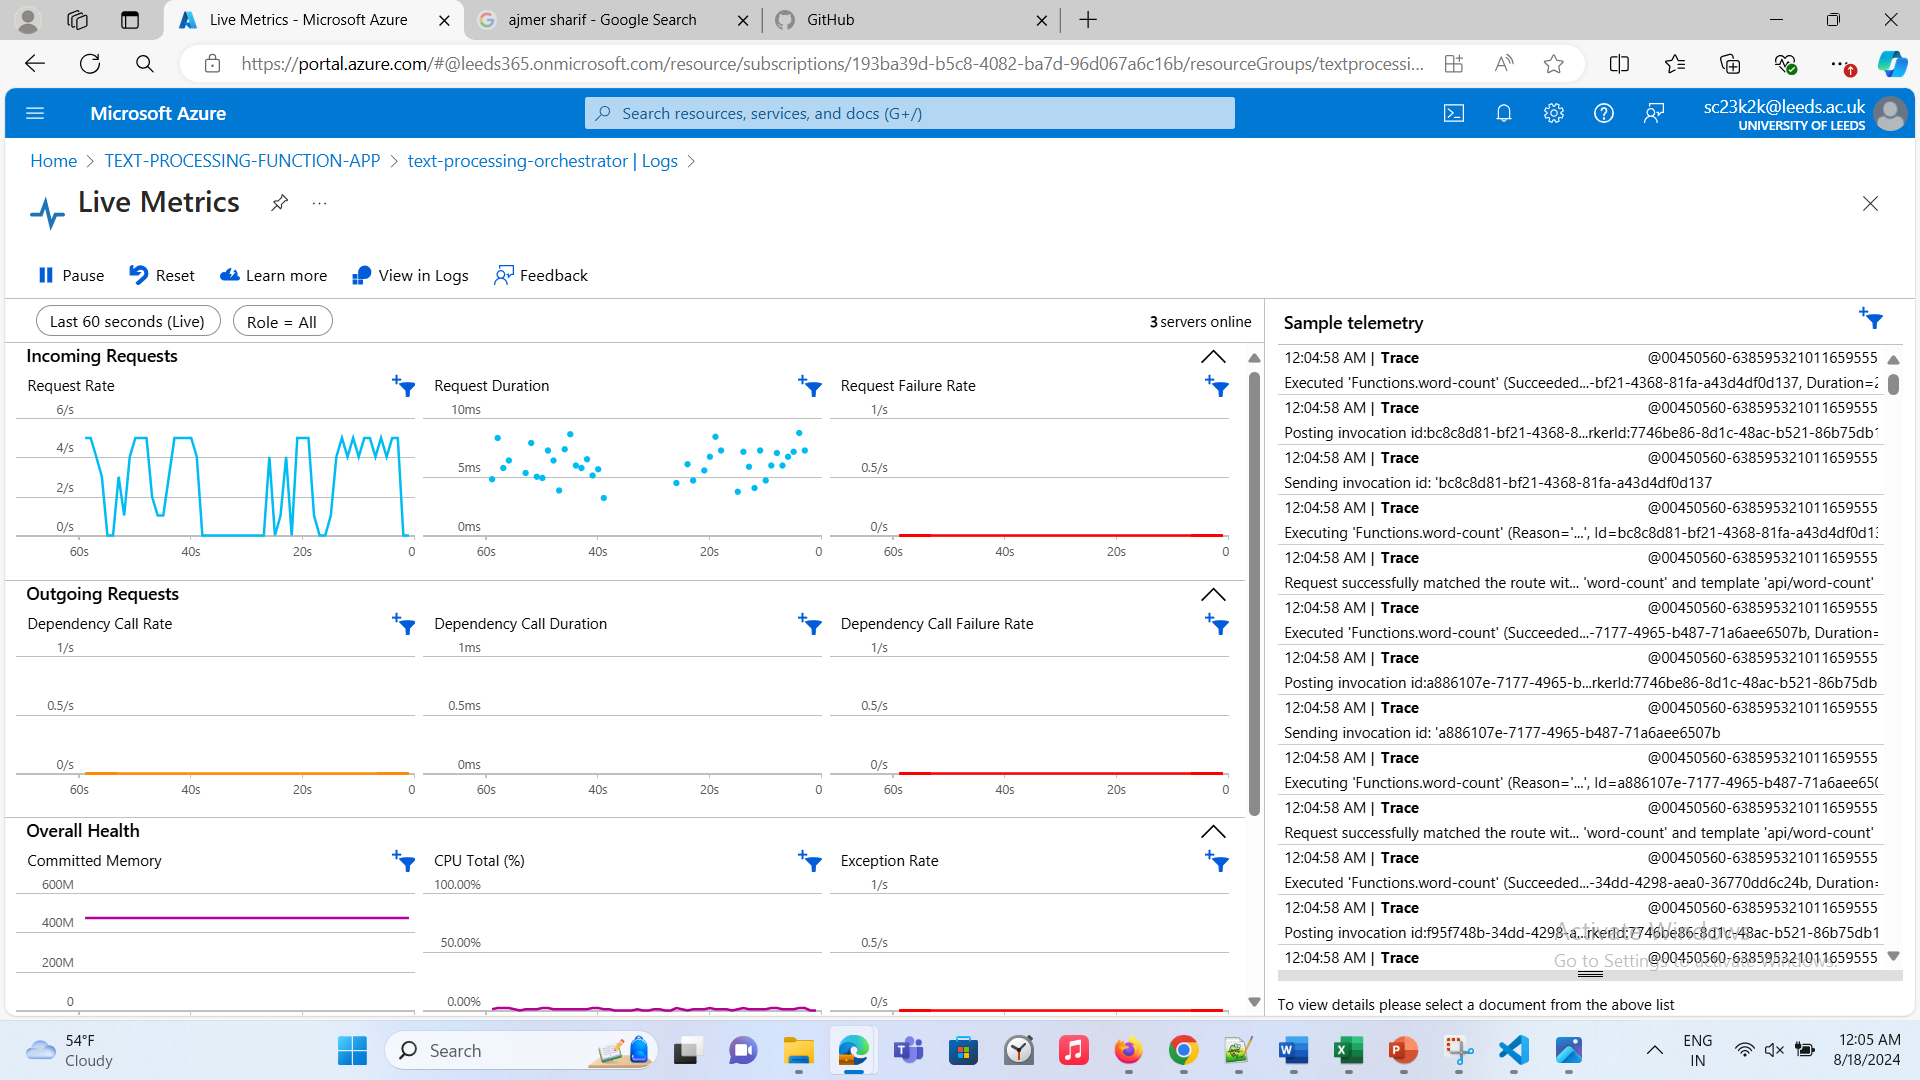 Live Metrics - Microsoft Azure
ajmer sharif - Google Search
GitHub
https://portal.azure.com/#@leeds365.onmicrosoft.com/resource/subscriptions/193ba39d-b5c8-4082-ba7d-96d067a6c16b/resourceGroups/textprocessi...
Microsoft Azure
Search resources, services, and docs (G+/)
sc23k2k@leeds.ac.uk
UNIVERSITY OF LEEDS
Home > TEXT-PROCESSING-FUNCTION-APP > text-processing-orchestrator | Logs >
Live Metrics
...
Pause
Reset
Learn more
View in Logs
Feedback
Last 60 seconds (Live)
Role = All
3 servers online
Incoming Requests
Request Rate
6/s
4/s
2/s
0/s
60s 40s 20s 0
Request Duration
10ms
5ms
0ms
60s 40s 20s 0
Request Failure Rate
1/s
0.5/s
0/s
60s 40s 20s 0
Outgoing Requests
Dependency Call Rate
1/s
0.5/s
0/s
60s 40s 20s 0
Dependency Call Duration
1ms
0.5ms
0ms
60s 40s 20s 0
Dependency Call Failure Rate
1/s
0.5/s
0/s
60s 40s 20s 0
Overall Health
Committed Memory
600M
400M
200M
0
CPU Total (%)
100.00%
50.00%
0.00%
Exception Rate
1/s
0.5/s
0/s
Sample telemetry
12:04:58 AM | Trace @00450560-638595321011659555
Executed 'Functions.word-count' (Succeeded...-bf21-4368-81fa-a43d4df0d137, Duration=2
12:04:58 AM | Trace @00450560-638595321011659555
Posting invocation id:bc8c8d81-bf21-4368-8...rkerId:7746be86-8d1c-48ac-b521-86b75db1
12:04:58 AM | Trace @00450560-638595321011659555
Sending invocation id: 'bc8c8d81-bf21-4368-81fa-a43d4df0d137
12:04:58 AM | Trace @00450560-638595321011659555
Executing 'Functions.word-count' (Reason='...', Id=bc8c8d81-bf21-4368-81fa-a43d4df0d13
12:04:58 AM | Trace @00450560-638595321011659555
Request successfully matched the route wit... 'word-count' and template 'api/word-count'
12:04:58 AM | Trace @00450560-638595321011659555
Executed 'Functions.word-count' (Succeeded...-7177-4965-b487-71a6aee6507b, Duration=
12:04:58 AM | Trace @00450560-638595321011659555
Posting invocation id:a886107e-7177-4965-b...rkerId:7746be86-8d1c-48ac-b521-86b75db
12:04:58 AM | Trace @00450560-638595321011659555
Sending invocation id: 'a886107e-7177-4965-b487-71a6aee6507b
12:04:58 AM | Trace @00450560-638595321011659555
Executing 'Functions.word-count' (Reason='...', Id=a886107e-7177-4965-b487-71a6aee650
12:04:58 AM | Trace @00450560-638595321011659555
Request successfully matched the route wit... 'word-count' and template 'api/word-count'
12:04:58 AM | Trace @00450560-638595321011659555
Executed 'Functions.word-count' (Succeeded...-34dd-4298-aea0-36770dd6c24b, Duration=
12:04:58 AM | Trace @00450560-638595321011659555
Posting invocation id:f95f748b-34dd-4298-a...rkerId:7746be86-8d1c-48ac-b521-86b75db1
12:04:58 AM | Trace @00450560-638595321011659555
Activate Windows
Go to Settings to activate Windows.
To view details please select a document from the above list
54°F
Cloudy
Search
ENG
IN
12:05 AM
8/18/2024